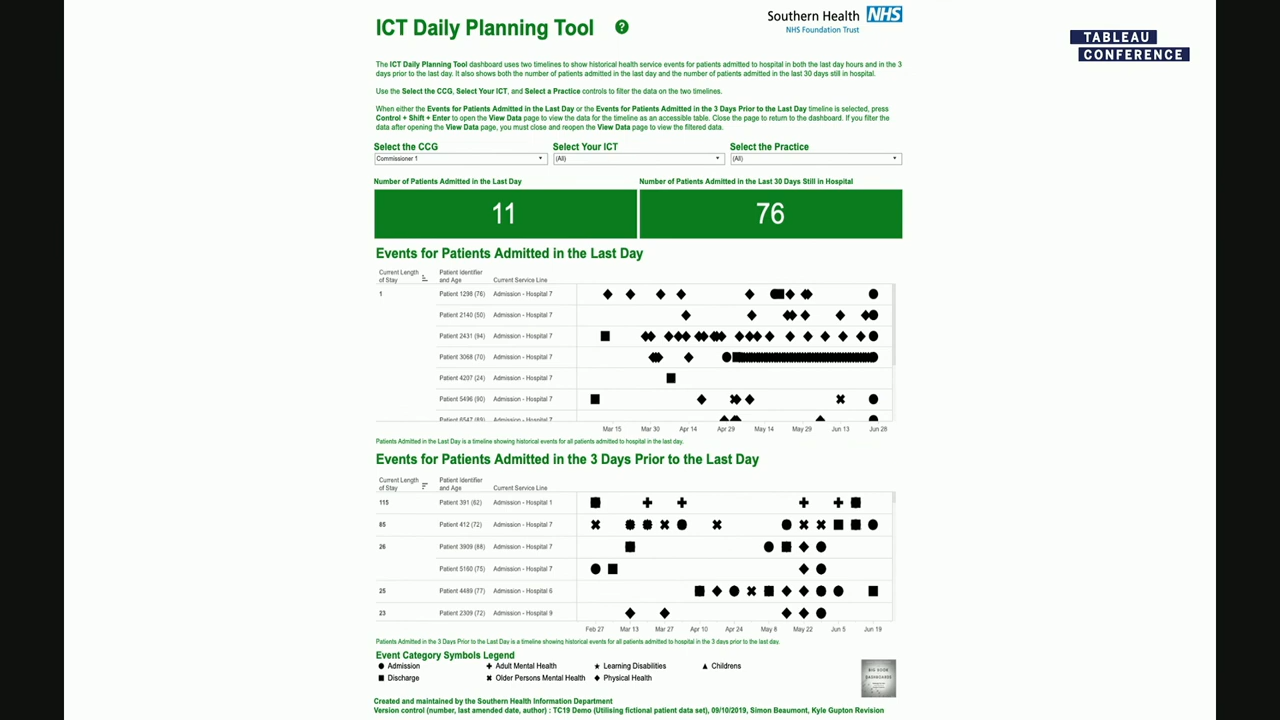 ICT Daily Planning Tool
?
Southern Health NHS
NHS Foundation Trust
TABLEAU
CONFERENCE
The ICT Daily Planning Tool dashboard uses two timelines to show historical health service events for patients admitted to hospital in both the last day hours and in the 3
days prior to the last day. It also shows both the number of patients admitted in the last day and the number of patients admitted in the last 30 days still in hospital.
Use the Select the CCG, Select Your ICT, and Select a Practice controls to filter the data on the two timelines.
When either the Events for Patients Admitted in the Last Day or the Events for Patients Admitted in the 3 Days Prior to the Last Day timeline is selected, press
Control + Shift + Enter to open the View Data page to view the data for the timeline as an accessible table. Close the page to return to the dashboard. If you filter the
data after opening the View Data page, you must close and reopen the View Data page to view the filtered data.
Select the CCG Select Your ICT Select the Practice
Commissioner 1 (All) (All)
Number of Patients Admitted in the Last Day Number of Patients Admitted in the Last 30 Days Still in Hospital
11 76
Events for Patients Admitted in the Last Day
Current Length Patient Identifier
of Stay and Age Current Service Line
1 Patient 1298 (76) Admission - Hospital 7
Patient 2140 (50) Admission - Hospital 7
Patient 2431 (94) Admission - Hospital 7
Patient 3068 (70) Admission - Hospital 7
Patient 4207 (24) Admission - Hospital 7
Patient 5496 (90) Admission - Hospital 7
Patient 6547 (89) Admission - Hospital 7
Mar 15 Mar 30 Apr 14 Apr 29 May 14 May 29 Jun 13 Jun 28
Patients Admitted in the Last Day is a timeline showing historical events for all patients admitted to hospital in the last day.
Events for Patients Admitted in the 3 Days Prior to the Last Day
Current Length Patient Identifier
of Stay and Age Current Service Line
115 Patient 391 (62) Admission - Hospital 1
85 Patient 412 (72) Admission - Hospital 7
26 Patient 3909 (88) Admission - Hospital 7
Patient 5160 (75) Admission - Hospital 7
25 Patient 4489 (77) Admission - Hospital 6
23 Patient 2309 (72) Admission - Hospital 9
Feb 27 Mar 13 Mar 27 Apr 10 Apr 24 May 8 May 22 Jun 5 Jun 19
Patients Admitted in the 3 Days Prior to the Last Day is a timeline showing historical events for all patients admitted to hospital in the 3 days prior to the last day.
Event Category Symbols Legend
Admission Adult Mental Health Learning Disabilities Childrens
Discharge Older Persons Mental Health Physical Health
BIG BOOK
DASHBOARDS
Created and maintained by the Southern Health Information Department
Version control (number, last amended date, author) : TC19 Demo (Utilising fictional patient data set), 09/10/2019, Simon Beaumont, Kyle Gupton Revision